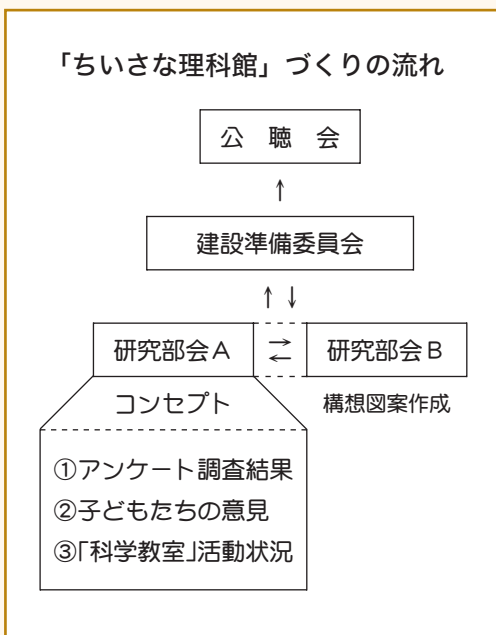 「ちいさな理科館」づくりの流れ
公 聴 会
↑
建設準備委員会
↑ ↓
研究部会A → ← 研究部会B
コンセプト 構想図案作成
①アンケート調査結果
②子どもたちの意見
③「科学教室」活動状況